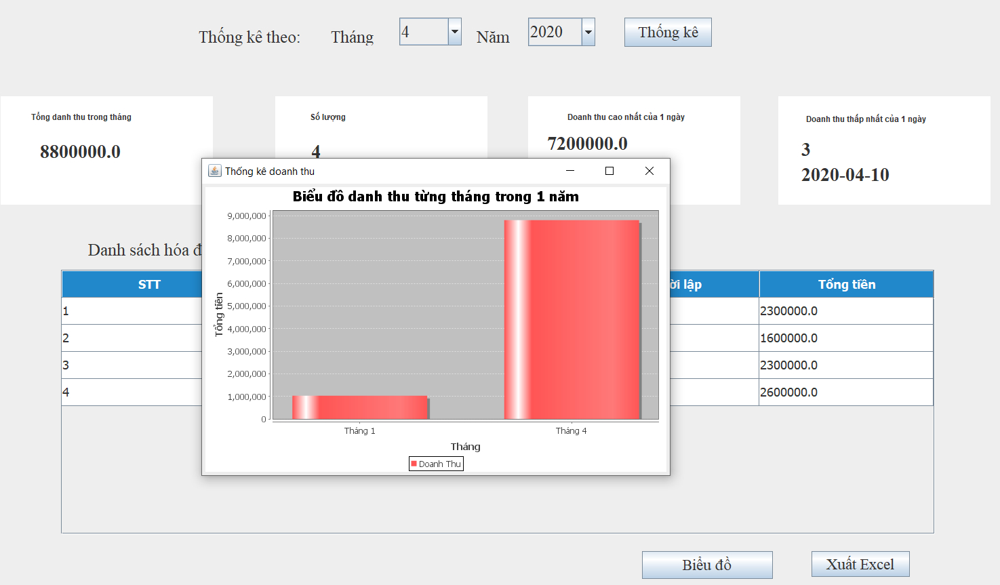 Thống kê theo: Tháng 4 Năm 2020 Thống kê
Tổng danh thu trong tháng
8800000.0
Số lượng
4
Doanh thu cao nhất của 1 ngày
7200000.0
Doanh thu thấp nhất của 1 ngày
3
2020-04-10
Thống kê doanh thu
Biểu đồ danh thu từng tháng trong 1 năm
9,000,000
8,000,000
7,000,000
6,000,000
5,000,000
4,000,000
3,000,000
2,000,000
1,000,000
0
Tổng tiền
Tháng 1 Tháng 4
Tháng
Doanh Thu
Danh sách hóa
STT lập Tổng tiền
1 2300000.0
2 1600000.0
3 2300000.0
4 2600000.0
Biểu đồ Xuất Excel